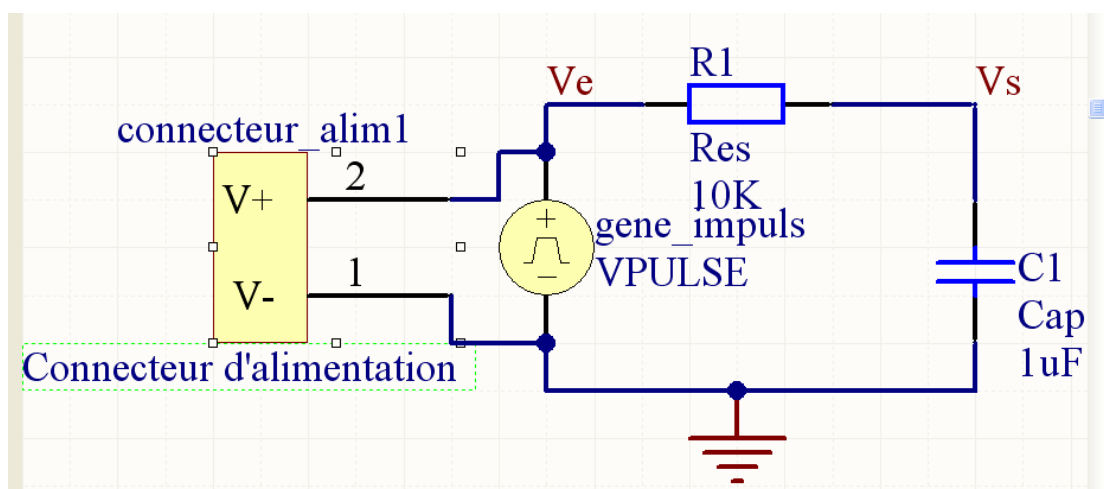 connecteur_alim1
V+
2
V-
1
Connecteur d'alimentation
Ve
gene_impuls
VPULSE
R1
Res
10K
Vs
C1
Cap
1uF